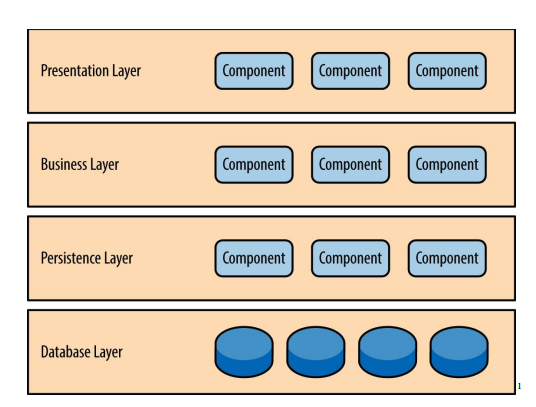 Presentation Layer Component Component Component
Business Layer Component Component Component
Persistence Layer Component Component Component
Database Layer
1